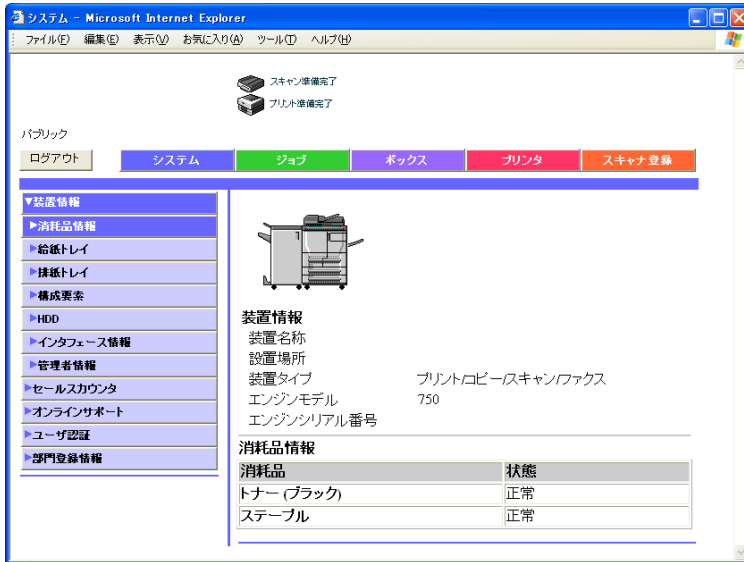 システム - Microsoft Internet Explorer
ファイル(F) 編集(E) 表示(V) お気に入り(A) ツール(T) ヘルプ(H)
スキャン準備完了
プリント準備完了
パブリック
ログアウト システム ジョブ ボックス プリンタ スキャナ登録
▼装置情報
▶消耗品情報
▶給紙トレイ
▶排紙トレイ
▶構成要素
▶HDD
▶インタフェース情報
▶管理者情報
▶セールスカウンタ
▶オンラインサポート
▶ユーザ認証
▶部門登録情報
装置情報
装置名称
設置場所
装置タイプ プリント/コピー/スキャン/ファクス
エンジンモデル 750
エンジンシリアル番号
消耗品情報
消耗品 状態
トナー (ブラック) 正常
ステープル 正常